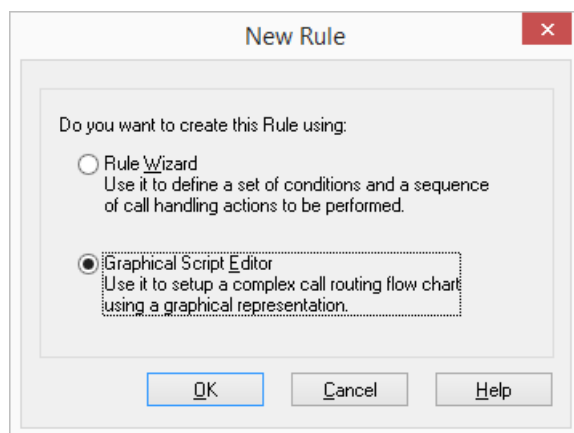 New Rule
Do you want to create this Rule using:
Rule Wizard
Use it to define a set of conditions and a sequence
of call handling actions to be performed.
Graphical Script Editor
Use it to setup a complex call routing flow chart
using a graphical representation.
OK Cancel Help